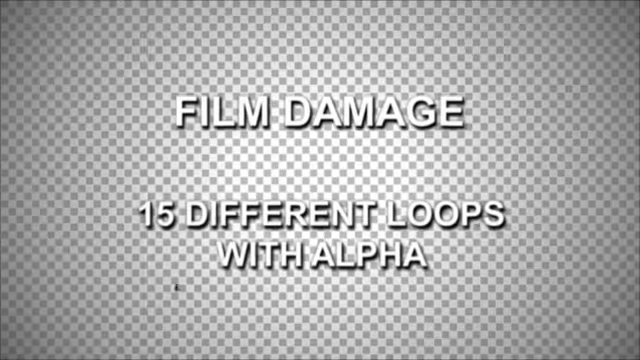 FILM DAMAGE
15 DIFFERENT LOOPS
WITH ALPHA